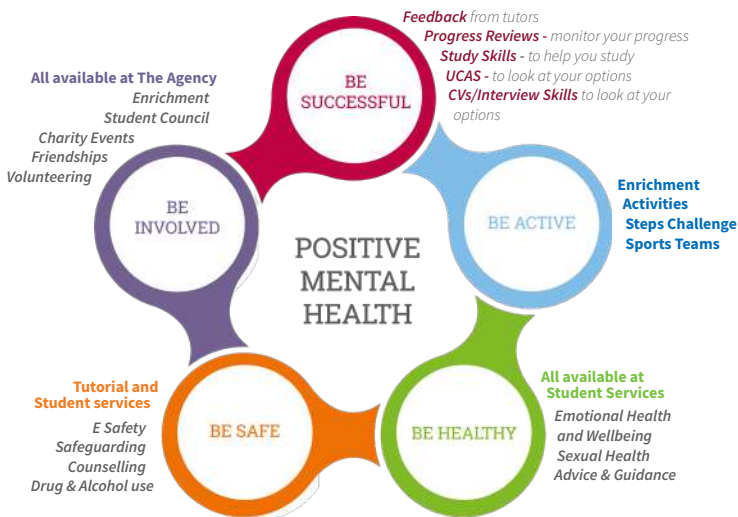 Feedback from tutors
Progress Reviews - monitor your progress
Study Skills - to help you study
UCAS - to look at your options
CVs/Interview Skills to look at your
options
BE
SUCCESSFUL
All available at The Agency
Enrichment
Student Council
Charity Events
Friendships
Volunteering
BE
INVOLVED
BE ACTIVE
Enrichment
Activities
Steps Challenge
Sports Teams
POSITIVE
MENTAL
HEALTH
Tutorial and
Student services
E Safety
Safeguarding
Counselling
Drug & Alcohol use
BE SAFE
BE HEALTHY
All available at
Student Services
Emotional Health
and Wellbeing
Sexual Health
Advice & Guidance